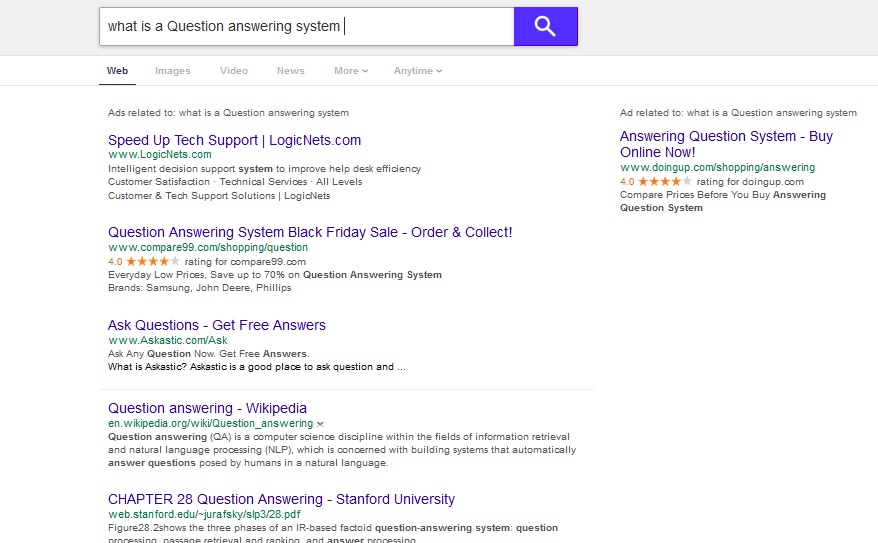 what is a Question answering system
Web Images Video News More Anytime
Ads related to: what is a Question answering system
Speed Up Tech Support | LogicNets.com
www.LogicNets.com
Intelligent decision support system to improve help desk efficiency
Customer Satisfaction · Technical Services · All Levels
Customer & Tech Support Solutions | LogicNets
Question Answering System Black Friday Sale - Order & Collect!
www.compare99.com/shopping/question
4.0 ★★★★★ rating for compare99.com
Everyday Low Prices, Save up to 70% on Question Answering System
Brands: Samsung, John Deere, Phillips
Ask Questions - Get Free Answers
www.Askastic.com/Ask
Ask Any Question Now. Get Free Answers.
What is Askastic? Askastic is a good place to ask question and ...
Question answering - Wikipedia
en.wikipedia.org/wiki/Question_answering
Question answering (QA) is a computer science discipline within the fields of information retrieval
and natural language processing (NLP), which is concerned with building systems that automatically
answer questions posed by humans in a natural language.
CHAPTER 28 Question Answering - Stanford University
web.stanford.edu/~jurafsky/slp3/28.pdf
Figure28.2shows the three phases of an IR-based factoid question-answering system: question
processing, passage retrieval and ranking, and answer processing.
Ad related to: what is a Question answering system
Answering Question System - Buy
Online Now!
www.doingup.com/shopping/answering
4.0 ★★★★★ rating for doingup.com
Compare Prices Before You Buy Answering
Question System